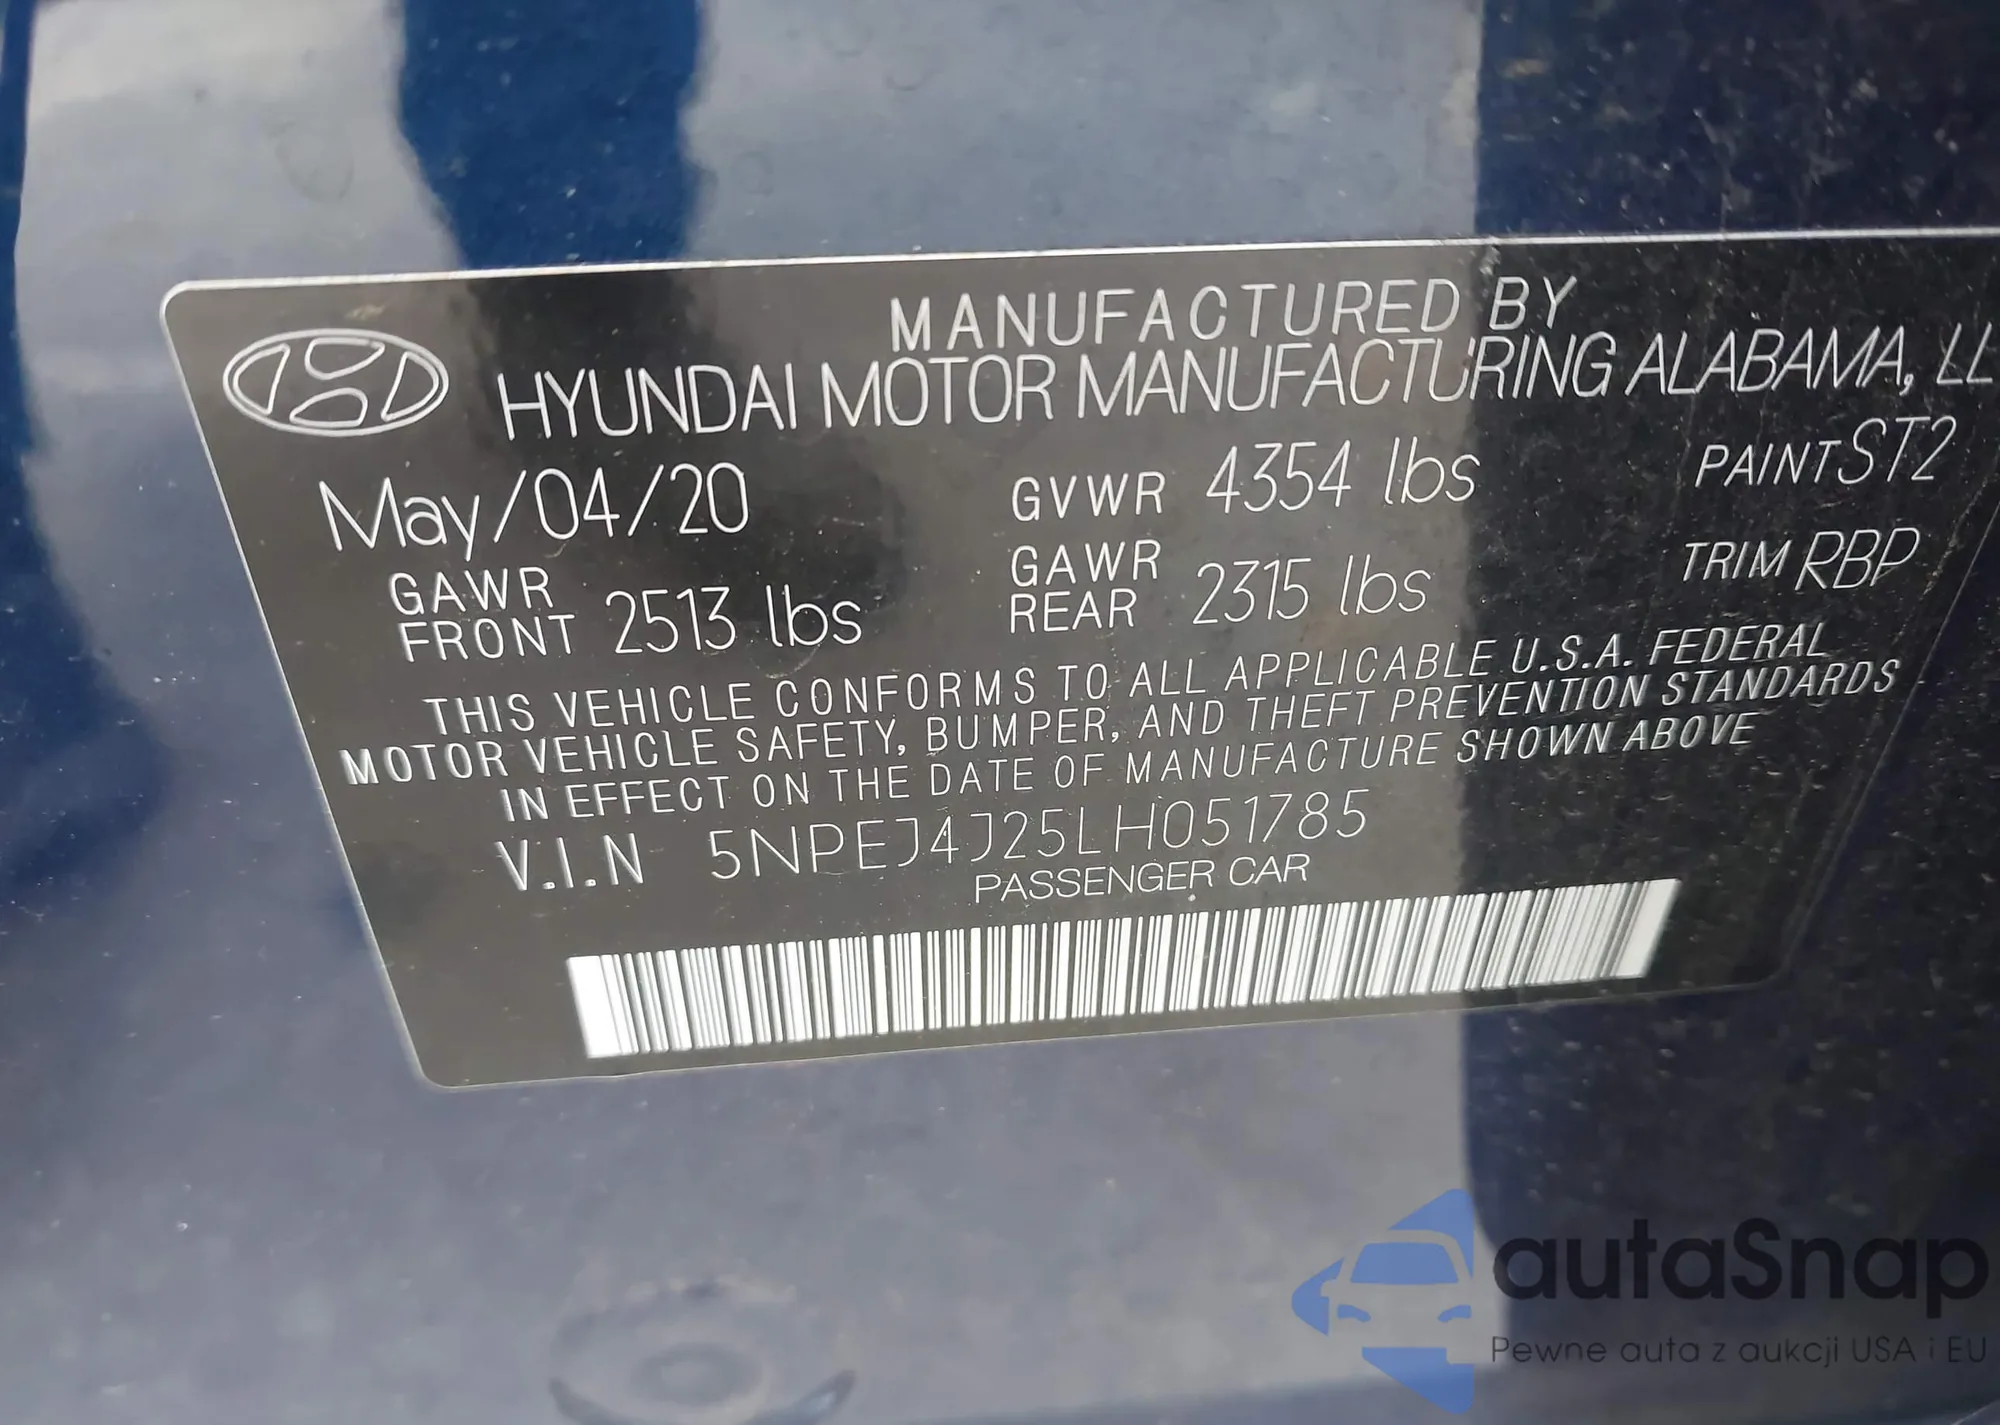 MANUFACTURED BY
HYUNDAI MOTOR MANUFACTURING ALABAMA, LL
May/04/20 GVWR 4354 lbs PAINT ST2
GAWR FRONT 2513 lbs GAWR REAR 2315 lbs TRIM RBP
THIS VEHICLE CONFORMS TO ALL APPLICABLE U.S.A. FEDERAL
MOTOR VEHICLE SAFETY, BUMPER, AND THEFT PREVENTION STANDARDS
IN EFFECT ON THE DATE OF MANUFACTURE SHOWN ABOVE
V.I.N 5NPEJ4J25LH051785
PASSENGER CAR
autaSnap
Pewne auta z aukcji USA i EU